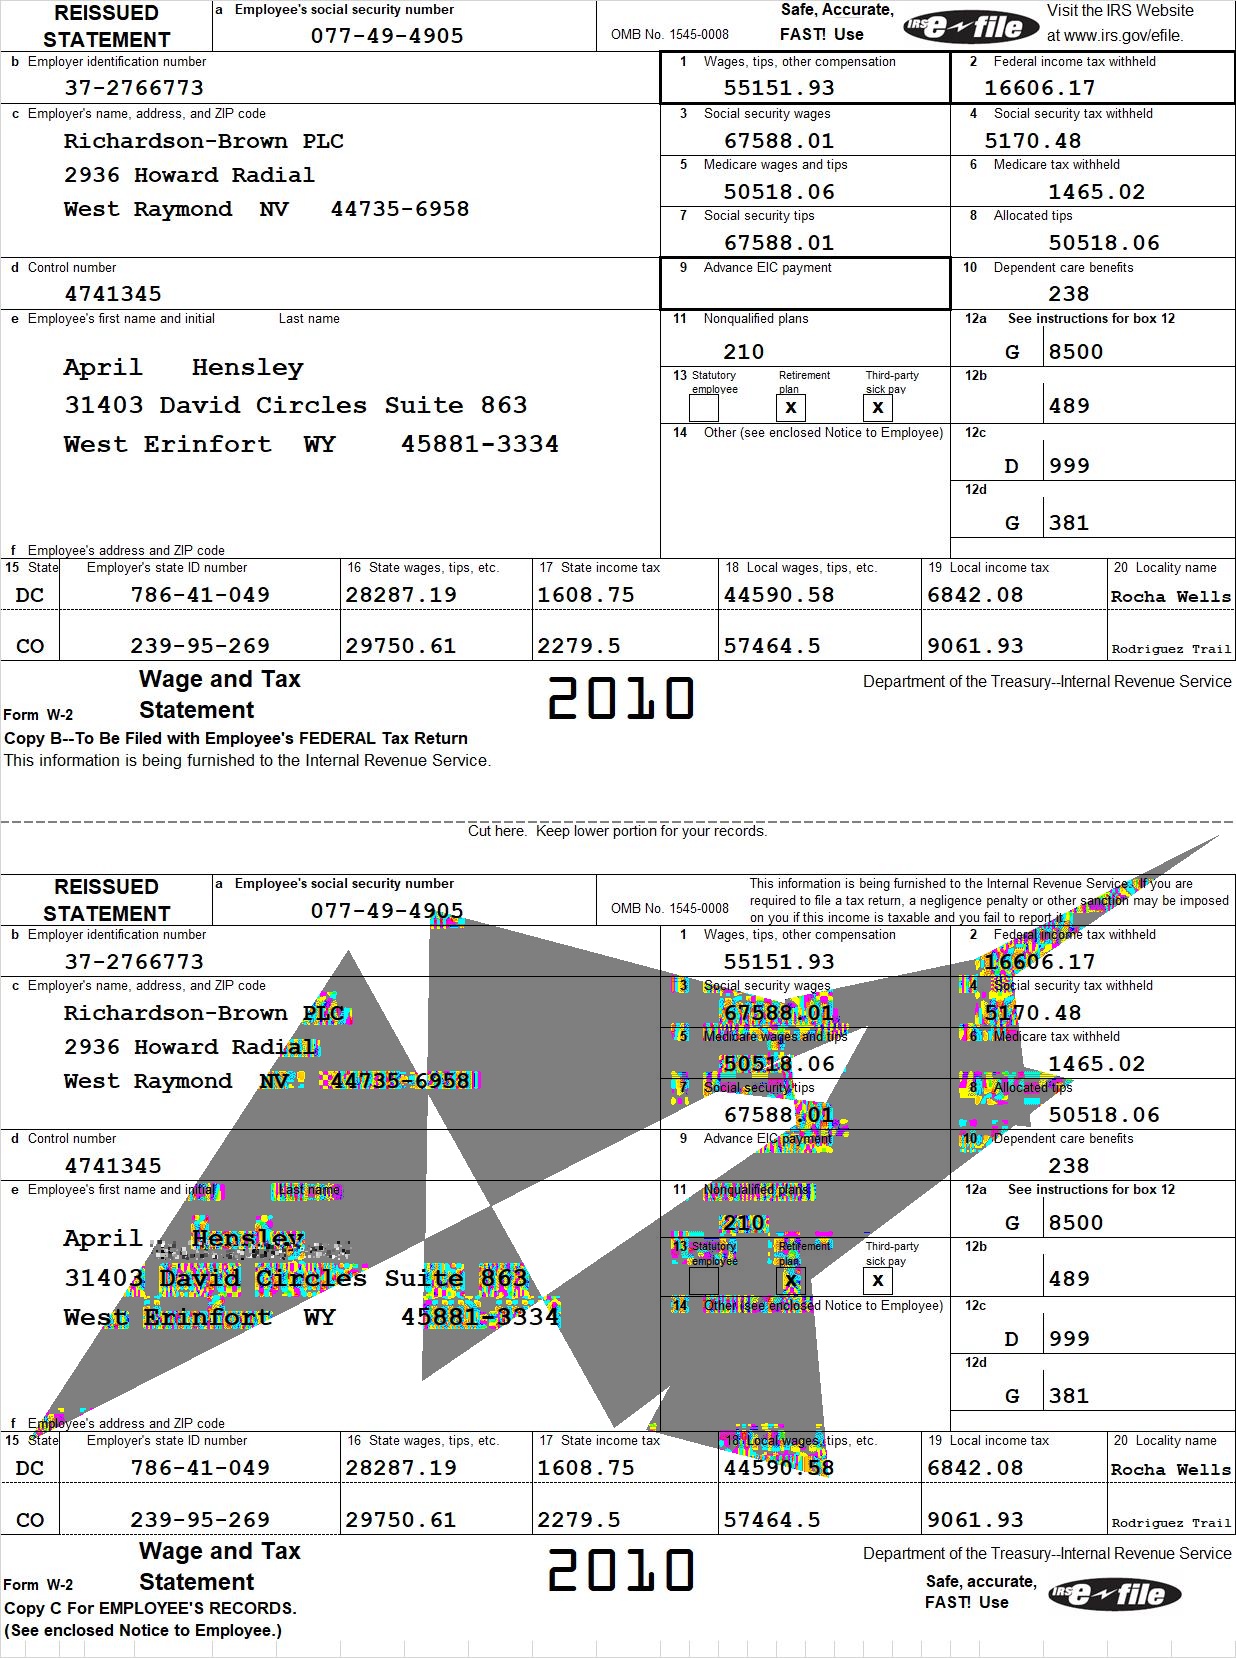 REISSUED STATEMENT
a Employee's social security number
077-49-4905
OMB No. 1545-0008
Safe, Accurate, FAST! Use
IRS e-file
Visit the IRS Website at www.irs.gov/efile.
b Employer identification number
37-2766773
1 Wages, tips, other compensation
55151.93
2 Federal income tax withheld
16606.17
c Employer's name, address, and ZIP code
Richardson-Brown PLC
2936 Howard Radial
West Raymond NV 44735-6958
3 Social security wages
67588.01
4 Social security tax withheld
5170.48
5 Medicare wages and tips
50518.06
6 Medicare tax withheld
1465.02
7 Social security tips
67588.01
8 Allocated tips
50518.06
d Control number
4741345
9 Advance EIC payment
10 Dependent care benefits
238
e Employee's first name and initial Last name
April Hensley
31403 David Circles Suite 863
West Erinfort WY 45881-3334
11 Nonqualified plans
210
12a See instructions for box 12
G 8500
13 Statutory employee Retirement plan Third-party sick pay
X X
12b
489
14 Other (see enclosed Notice to Employee)
12c
D 999
12d
G 381
f Employee's address and ZIP code
15 State Employer's state ID number 16 State wages, tips, etc. 17 State income tax 18 Local wages, tips, etc. 19 Local income tax 20 Locality name
DC 786-41-049 28287.19 1608.75 44590.58 6842.08 Rocha Wells
CO 239-95-269 29750.61 2279.5 57464.5 9061.93 Rodriguez Trail
Form W-2 Wage and Tax Statement
2010
Department of the Treasury--Internal Revenue Service
Copy B--To Be Filed with Employee's FEDERAL Tax Return
This information is being furnished to the Internal Revenue Service.
Cut here. Keep lower portion for your records.
REISSUED STATEMENT
a Employee's social security number
077-49-4905
OMB No. 1545-0008
This information is being furnished to the Internal Revenue Service. If you are
required to file a tax return, a negligence penalty or other sanction may be imposed
on you if this income is taxable and you fail to report it.
b Employer identification number
37-2766773
1 Wages, tips, other compensation
55151.93
2 Federal income tax withheld
16606.17
c Employer's name, address, and ZIP code
Richardson-Brown PLC
2936 Howard Radial
West Raymond NV 44735-6958
3 Social security wages
67588.01
4 Social security tax withheld
5170.48
5 Medicare wages and tips
50518.06
6 Medicare tax withheld
1465.02
7 Social security tips
67588.01
8 Allocated tips
50518.06
d Control number
4741345
9 Advance EIC payment
10 Dependent care benefits
238
e Employee's first name and initial Last name
April Hensley
31403 David Circles Suite 863
West Erinfort WY 45881-3334
11 Nonqualified plans
210
12a See instructions for box 12
G 8500
13 Statutory employee Retirement plan Third-party sick pay
X X
12b
489
14 Other (see enclosed Notice to Employee)
12c
D 999
12d
G 381
f Employee's address and ZIP code
15 State Employer's state ID number 16 State wages, tips, etc. 17 State income tax 18 Local wages, tips, etc. 19 Local income tax 20 Locality name
DC 786-41-049 28287.19 1608.75 44590.58 6842.08 Rocha Wells
CO 239-95-269 29750.61 2279.5 57464.5 9061.93 Rodriguez Trail
Form W-2 Wage and Tax Statement
2010
Department of the Treasury--Internal Revenue Service
Safe, accurate, FAST! Use
IRS e-file
Copy C For EMPLOYEE'S RECORDS.
(See enclosed Notice to Employee.)